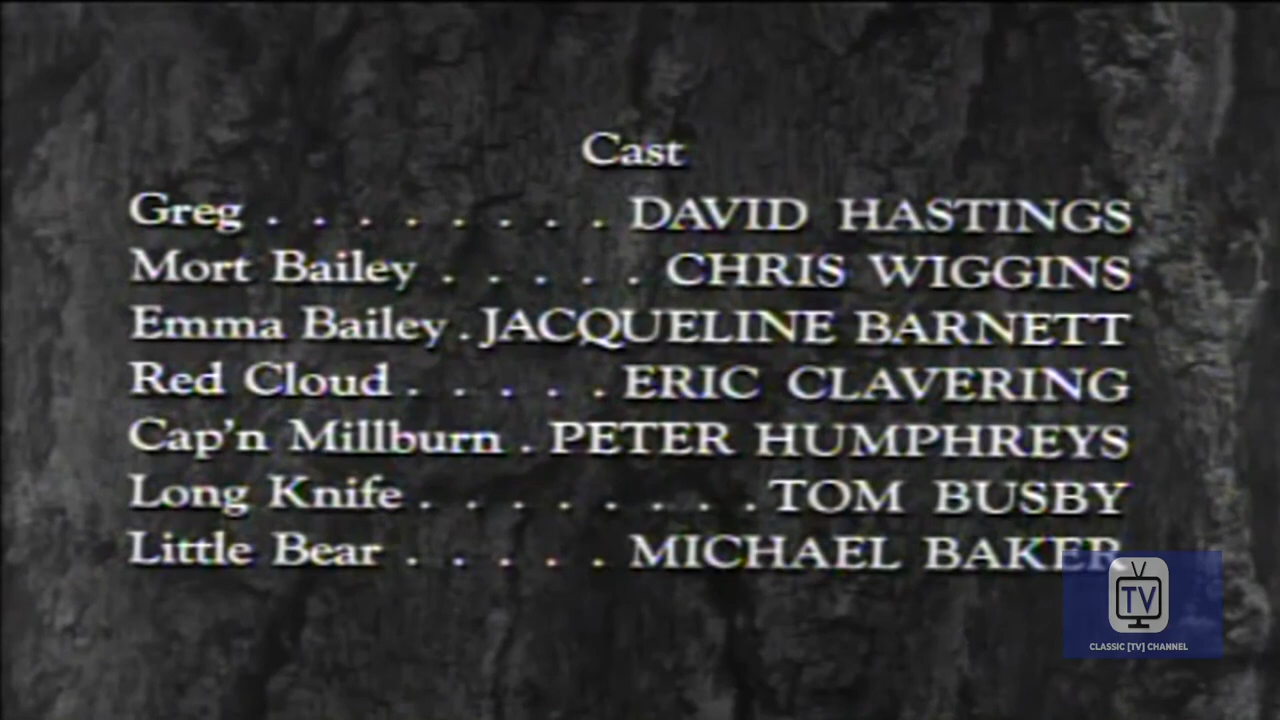 Cast
Greg . . . . . . . . DAVID HASTINGS
Mort Bailey . . . . . CHRIS WIGGINS
Emma Bailey . JACQUELINE BARNETT
Red Cloud . . . . . ERIC CLAVERING
Cap'n Millburn . PETER HUMPHREYS
Long Knife . . . . . . . . TOM BUSBY
Little Bear . . . . . MICHAEL BAKER
TV
CLASSIC [TV] CHANNEL